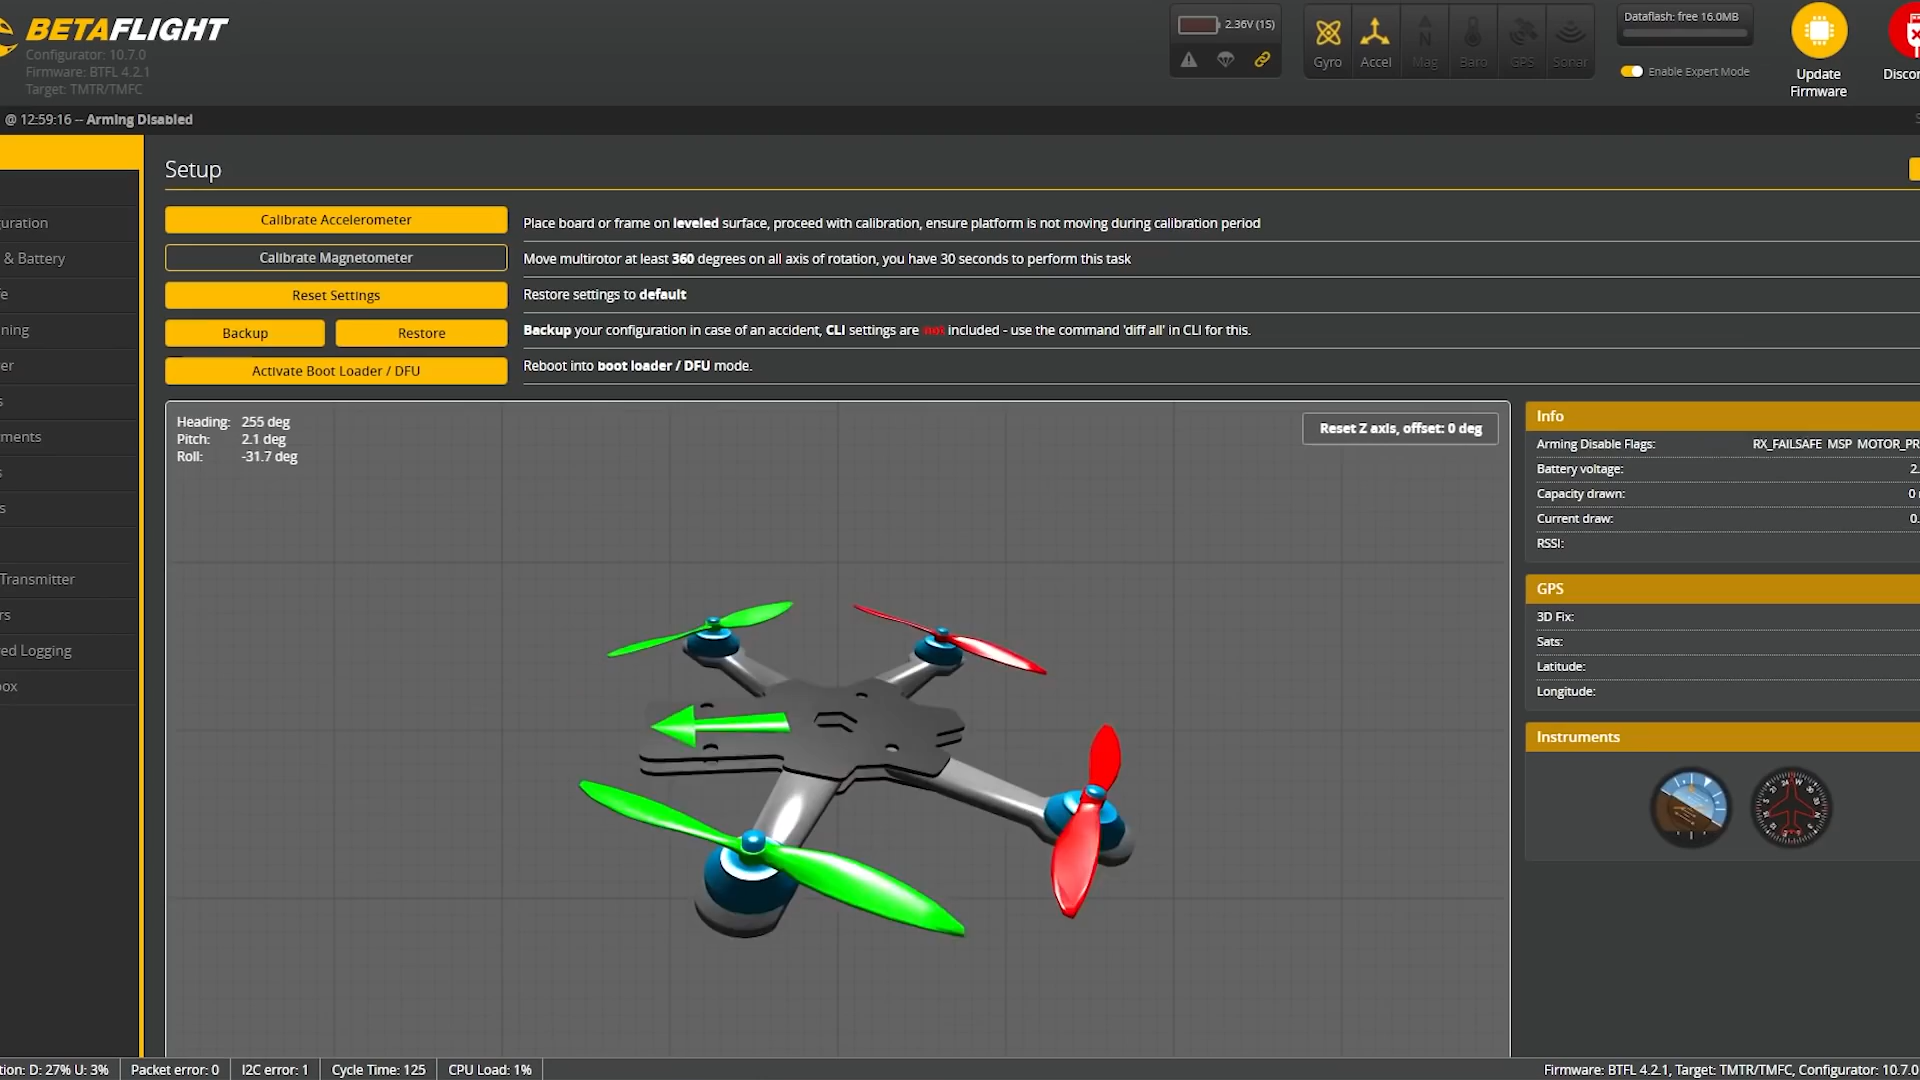 BETAFLIGHT
Configurator: 10.7.0
Firmware: BTFL 4.2.1
Target: TMTR/TMFC
2.36V (1S)
Gyro Accel Mag Baro GPS Sonar
Dataflash: free 16.0MB
Enable Expert Mode
Update
Firmware
Discon
@ 12:59:16 -- Arming Disabled
Setup
Calibrate Accelerometer
Place board or frame on leveled surface, proceed with calibration, ensure platform is not moving during calibration period
Calibrate Magnetometer
Move multirotor at least 360 degrees on all axis of rotation, you have 30 seconds to perform this task
Reset Settings
Restore settings to default
Backup Restore
Backup your configuration in case of an accident, CLI settings are not included - use the command 'diff all' in CLI for this.
Activate Boot Loader / DFU
Reboot into boot loader / DFU mode.
uration
& Battery
fe
ning
er
s
ments
s
s
Transmitter
rs
ed Logging
box
Heading: 255 deg
Pitch: 2.1 deg
Roll: -31.7 deg
Reset Z axis, offset: 0 deg
Info
Arming Disable Flags: RX_FAILSAFE MSP MOTOR_PR
Battery voltage: 2.
Capacity drawn: 0
Current draw: 0.
RSSI:
GPS
3D Fix:
Sats:
Latitude:
Longitude:
Instruments
tion: D: 27% U: 3% Packet error: 0 I2C error: 1 Cycle Time: 125 CPU Load: 1%
Firmware: BTFL 4.2.1, Target: TMTR/TMFC, Configurator: 10.7.0